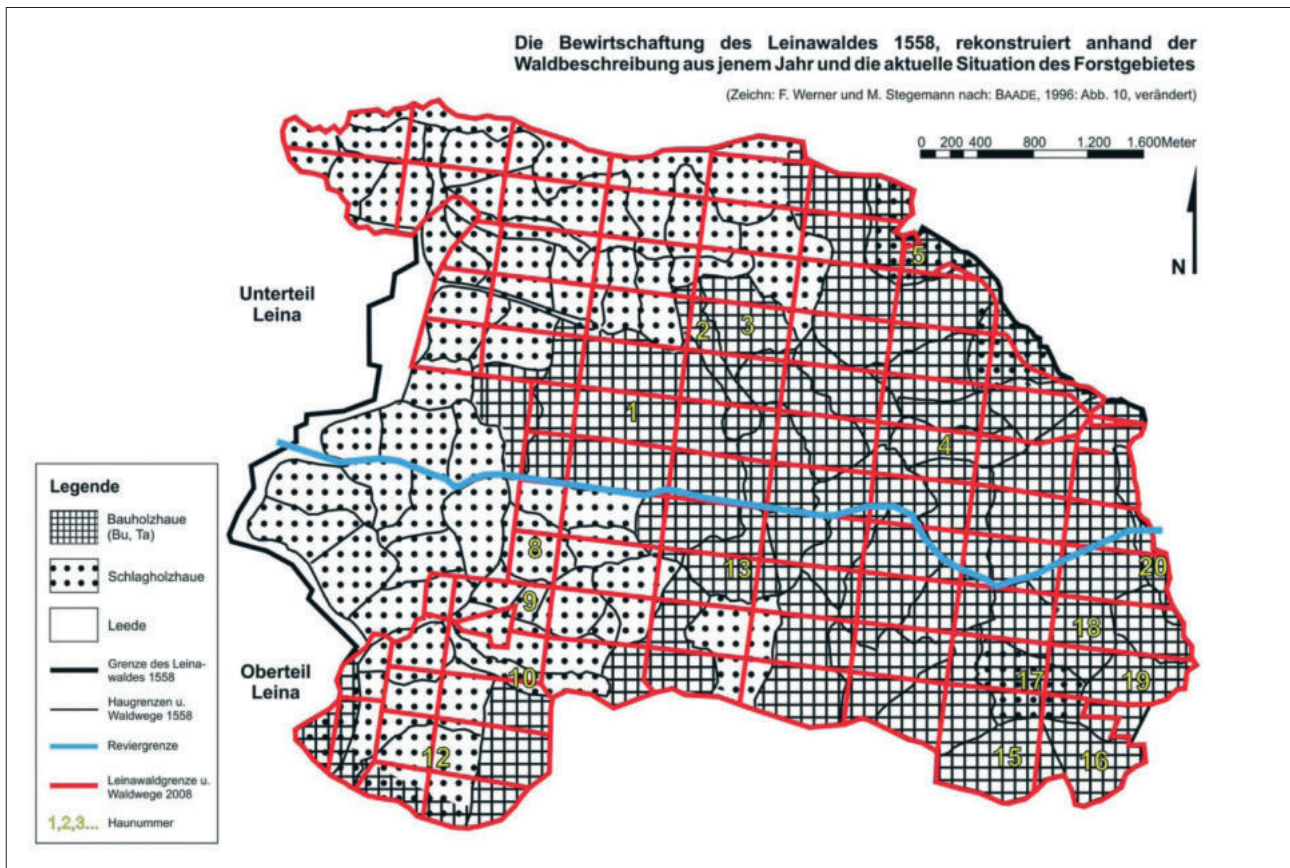 Die Bewirtschaftung des Leinawaldes 1558, rekonstruiert anhand der
Waldbeschreibung aus jenem Jahr und die aktuelle Situation des Forstgebietes
(Zeichn: F. Werner und M. Stegemann nach: BAADE, 1996: Abb. 10, verändert)
0 200 400 800 1.200 1.600Meter
N
Unterteil
Leina
5
2
3
1
4
8
13
20
9
18
Oberteil
Leina
10
17
19
12
15
16
Legende
Bauholzhaue
(Bu, Ta)
Schlagholzhaue
Leede
Grenze des Leina-
waldes 1558
Haugrenzen u.
Waldwege 1558
Reviergrenze
Leinawaldgrenze u.
Waldwege 2008
1,2,3... Haunummer